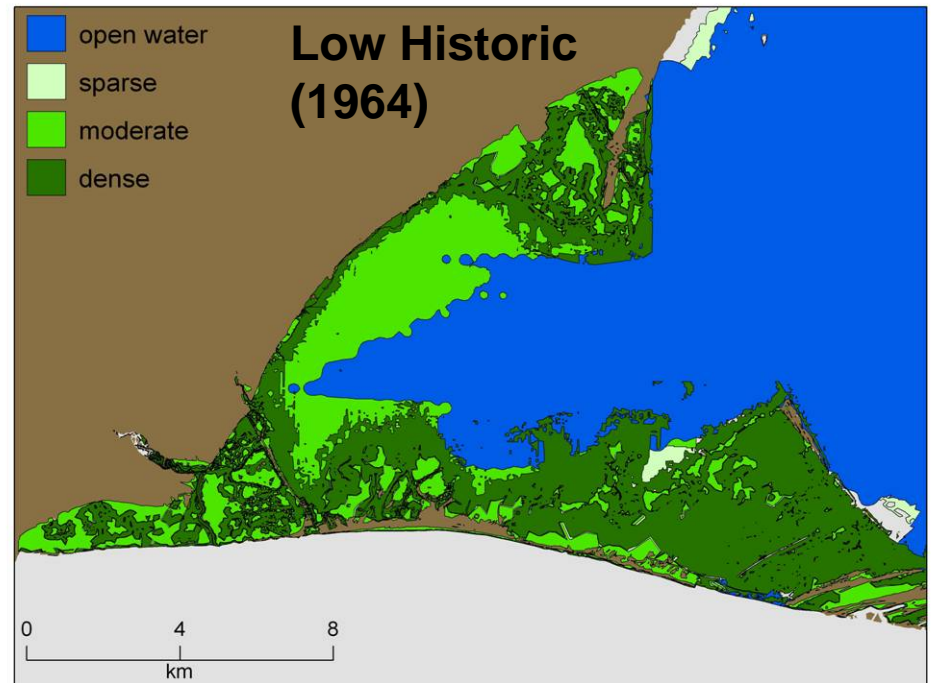 open water
sparse
moderate
dense
Low Historic
(1964)
0 4 8
km